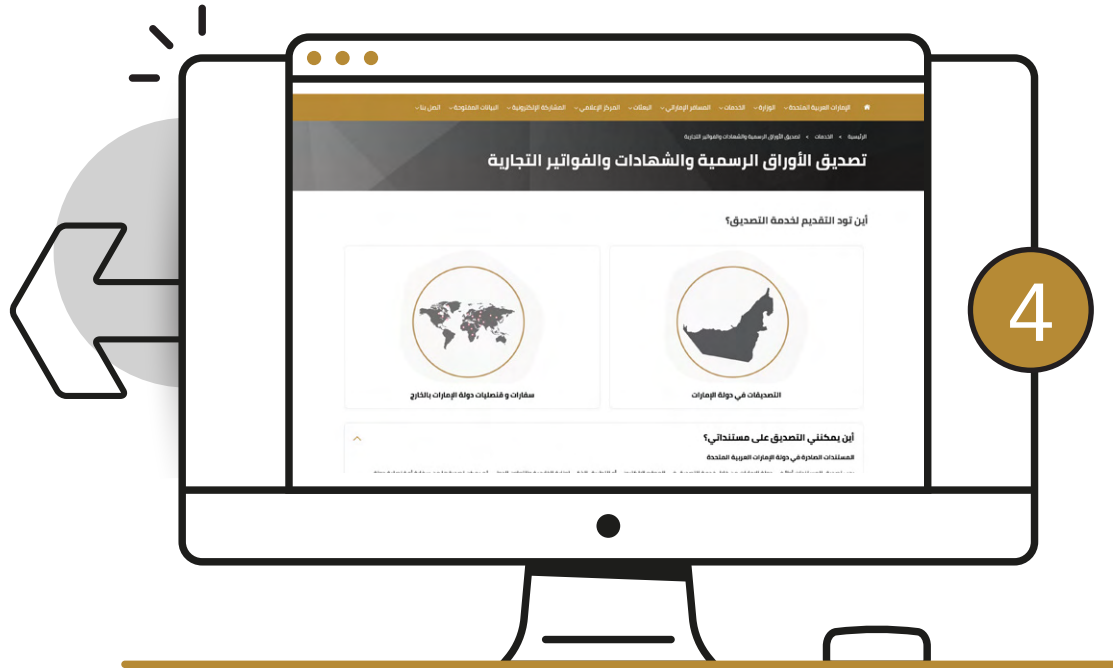 الإمارات العربية المتحدة الوزارة الخدمات المسافر الإماراتي البعثات المركز الإعلامي المشاركة الإلكترونية البيانات المفتوحة اتصل بنا
الرئيسية > الخدمات > تصديق الأوراق الرسمية والشهادات والفواتير التجارية
تصديق الأوراق الرسمية والشهادات والفواتير التجارية
أين تود التقديم لخدمة التصديق؟
التصديقات في دولة الإمارات
سفارات و قنصليات دولة الإمارات بالخارج
4
أين يمكنني التصديق على مستنداتي؟
المستندات الصادرة في دولة الإمارات العربية المتحدة